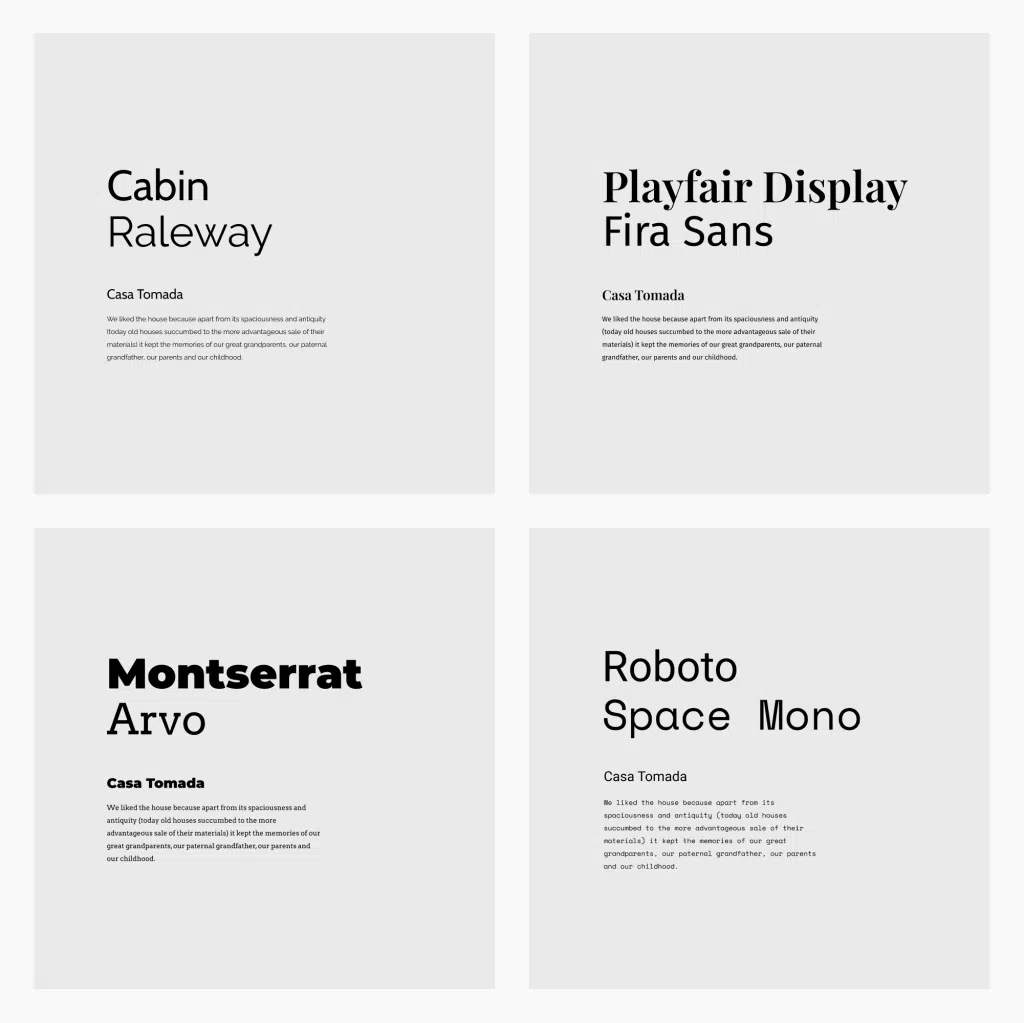 Cabin
Raleway
Casa Tomada
We liked the house because apart from its spaciousness and antiquity
(today old houses succumbed to the more advantageous sale of their
materials) it kept the memories of our great grandparents, our paternal
grandfather, our parents and our childhood.
Playfair Display
Fira Sans
Casa Tomada
We liked the house because apart from its spaciousness and antiquity
(today old houses succumbed to the more advantageous sale of their
materials) it kept the memories of our great grandparents, our paternal
grandfather, our parents and our childhood.
Montserrat
Arvo
Casa Tomada
We liked the house because apart from its spaciousness and
antiquity (today old houses succumbed to the more
advantageous sale of their materials) it kept the memories of our
great grandparents, our paternal grandfather, our parents and
our childhood.
Roboto
Space Mono
Casa Tomada
We liked the house because apart from its
spaciousness and antiquity (today old houses
succumbed to the more advantageous sale of their
materials) it kept the memories of our great
grandparents, our paternal grandfather, our parents
and our childhood.